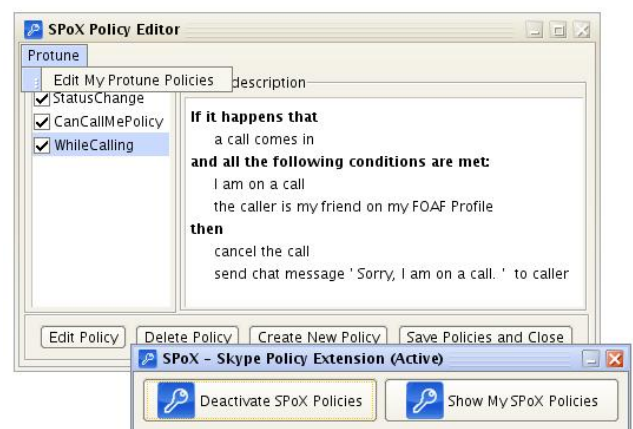 SPoX Policy Editor
Protune
Edit My Protune Policies
description
StatusChange
CanCallMePolicy
WhileCalling
If it happens that
a call comes in
and all the following conditions are met:
I am on a call
the caller is my friend on my FOAF Profile
then
cancel the call
send chat message ' Sorry, I am on a call. ' to caller
Edit Policy Delete Policy Create New Policy Save Policies and Close
SPoX - Skype Policy Extension (Active)
Deactivate SPoX Policies Show My SPoX Policies